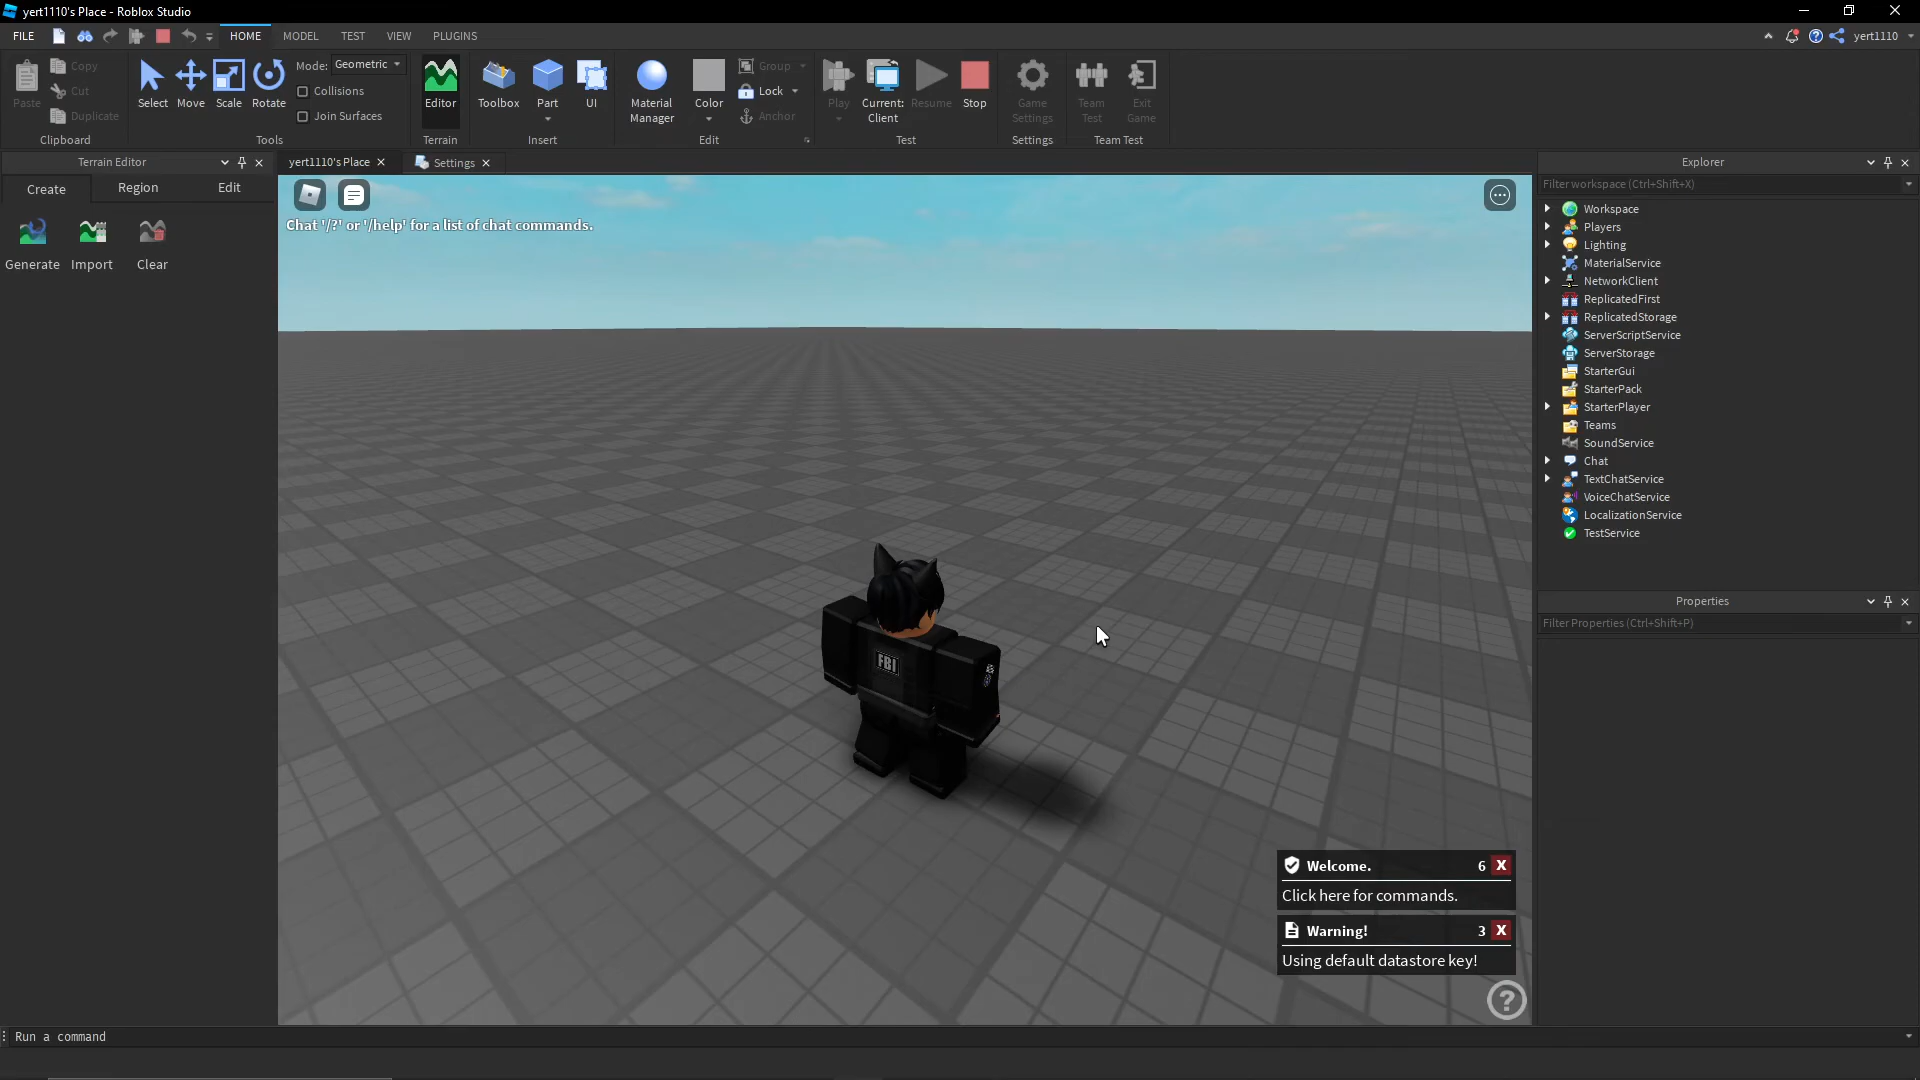 yert1110's Place - Roblox Studio
FILE HOME MODEL TEST VIEW PLUGINS yert1110
Paste Copy Cut Duplicate
Clipboard
Select Move Scale Rotate
Mode: Geometric
Collisions
Join Surfaces
Tools
Editor
Terrain
Toolbox Part UI
Insert
Material Manager Color Group Lock Anchor
Edit
Play Current: Client Resume Stop
Test
Game Settings
Settings
Team Test Exit Game
Team Test
Terrain Editor
Create Region Edit
Generate Import Clear
yert1110's Place Settings
Chat '/?' or '/help' for a list of chat commands.
FBI
Welcome. 6 X
Click here for commands.
Warning! 3 X
Using default datastore key!
?
Explorer
Filter workspace (Ctrl+Shift+X)
Workspace
Players
Lighting
MaterialService
NetworkClient
ReplicatedFirst
ReplicatedStorage
ServerScriptService
ServerStorage
StarterGui
StarterPack
StarterPlayer
Teams
SoundService
Chat
TextChatService
VoiceChatService
LocalizationService
TestService
Properties
Filter Properties (Ctrl+Shift+P)
Run a command